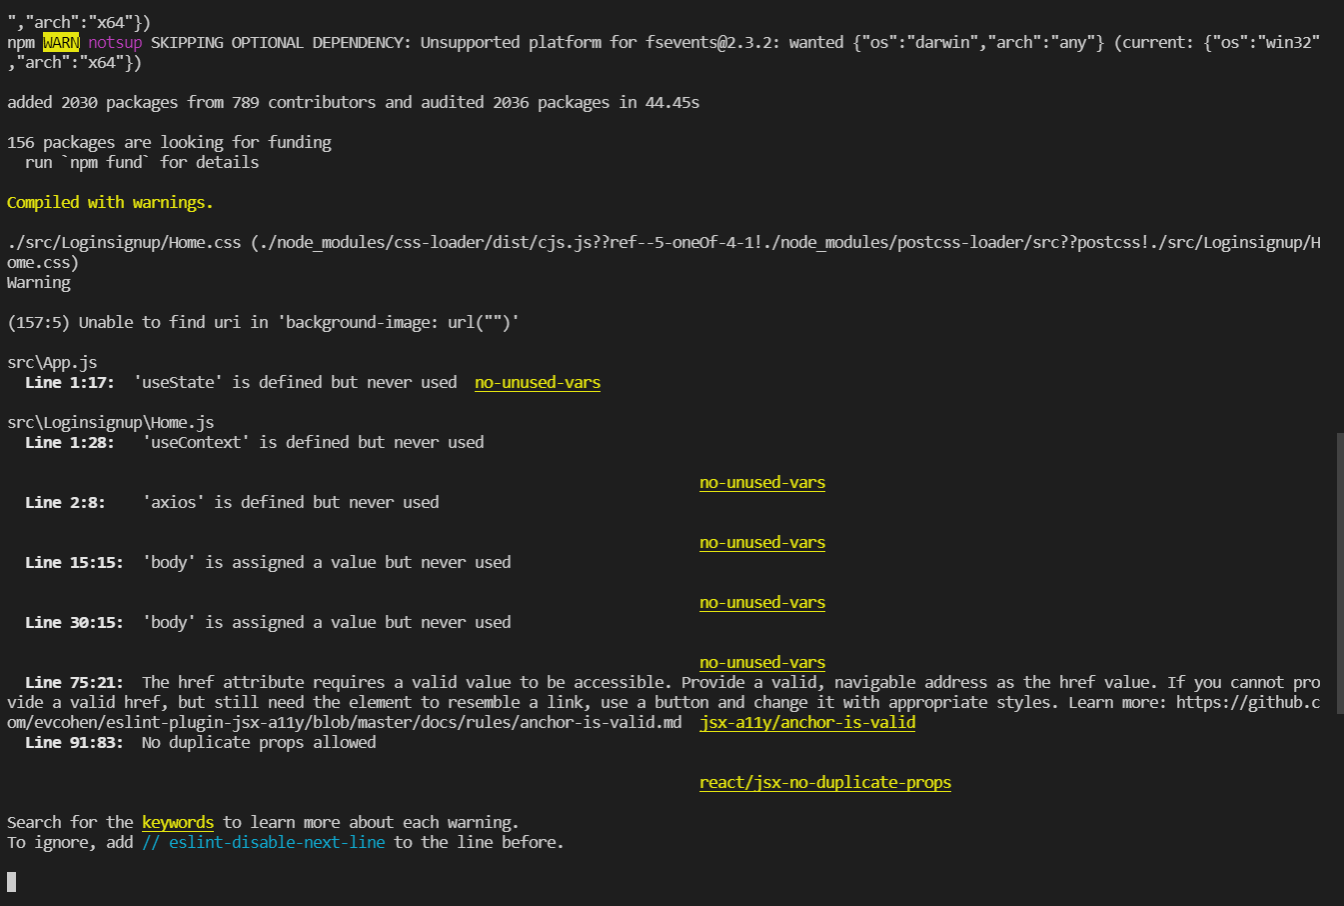 ","arch":"x64"})
npm WARN notsup SKIPPING OPTIONAL DEPENDENCY: Unsupported platform for fsevents@2.3.2: wanted {"os":"darwin","arch":"any"} (current: {"os":"win32"
,"arch":"x64"})
added 2030 packages from 789 contributors and audited 2036 packages in 44.45s
156 packages are looking for funding
run `npm fund` for details
Compiled with warnings.
./src/Loginsignup/Home.css (./node_modules/css-loader/dist/cjs.js??ref--5-oneOf-4-1!./node_modules/postcss-loader/src??postcss!./src/Loginsignup/H
ome.css)
Warning
(157:5) Unable to find uri in 'background-image: url("")'
src\App.js
Line 1:17: 'useState' is defined but never used no-unused-vars
src\Loginsignup\Home.js
Line 1:28: 'useContext' is defined but never used
no-unused-vars
Line 2:8: 'axios' is defined but never used
no-unused-vars
Line 15:15: 'body' is assigned a value but never used
no-unused-vars
Line 30:15: 'body' is assigned a value but never used
no-unused-vars
Line 75:21: The href attribute requires a valid value to be accessible. Provide a valid, navigable address as the href value. If you cannot pro
vide a valid href, but still need the element to resemble a link, use a button and change it with appropriate styles. Learn more: https://github.c
om/evcohen/eslint-plugin-jsx-a11y/blob/master/docs/rules/anchor-is-valid.md jsx-a11y/anchor-is-valid
Line 91:83: No duplicate props allowed
react/jsx-no-duplicate-props
Search for the keywords to learn more about each warning.
To ignore, add // eslint-disable-next-line to the line before.